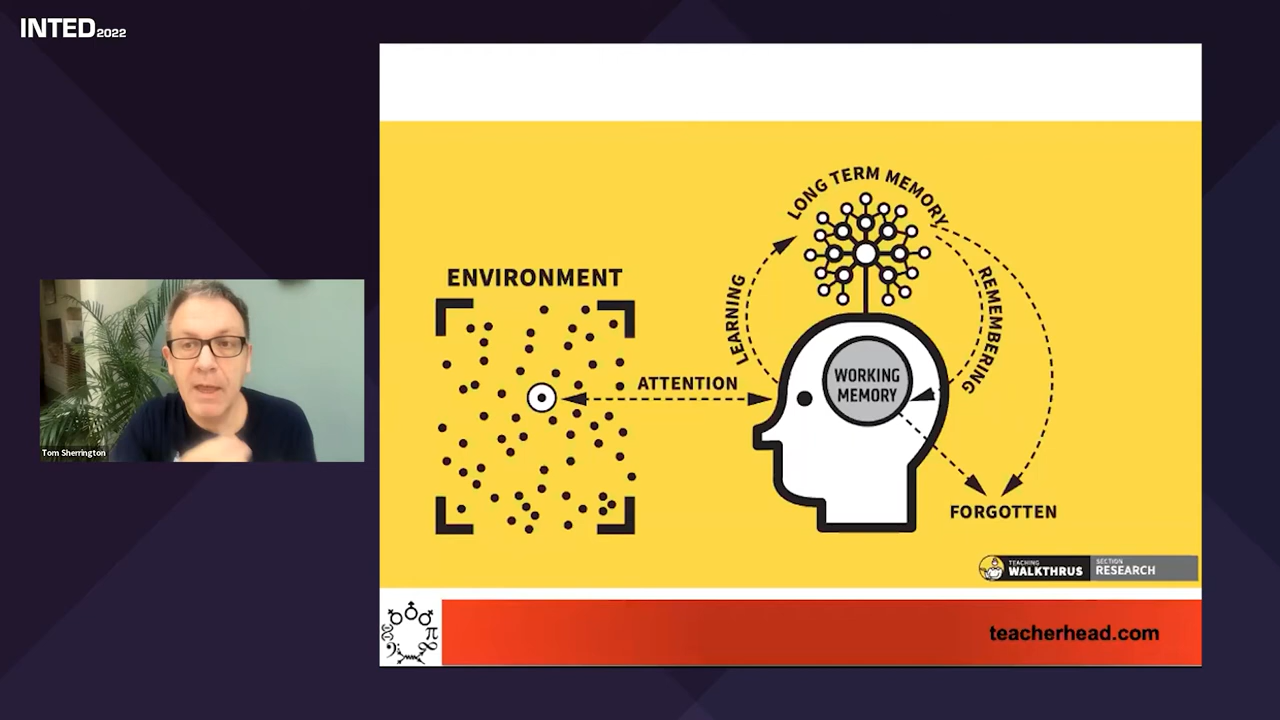 INTED2022
LONG TERM MEMORY
ENVIRONMENT
LEARNING
REMEMBERING
ATTENTION
WORKING
MEMORY
Tom Sherrington
FORGOTTEN
TEACHING
WALKTHRUS
SECTION
RESEARCH
teacherhead.com